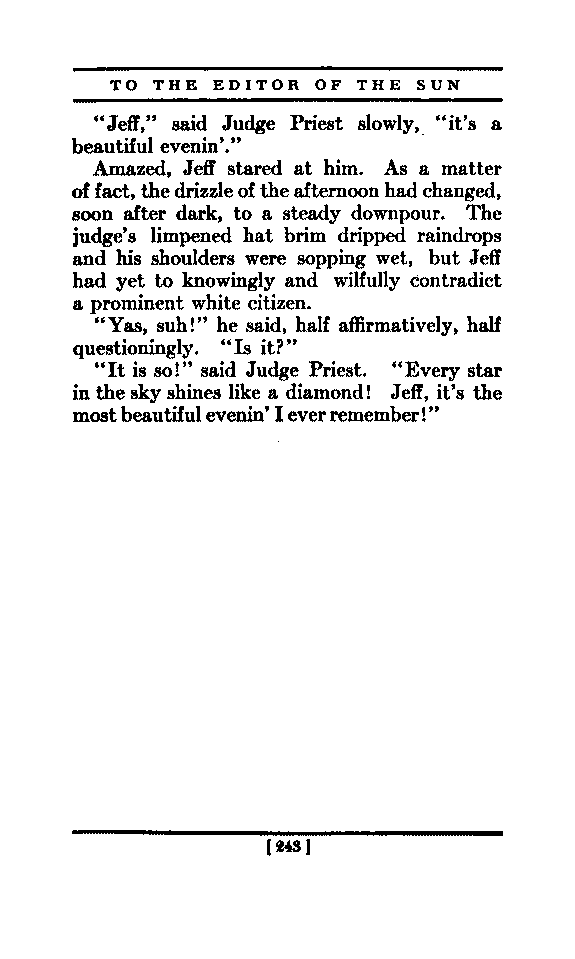 TO THE EDITOR OF THE SUN
“Jeff,” said Judge Priest slowly, “it's a
beautiful evenin'.”
Amazed, Jeff stared at him. As a matter
of fact, the drizzle of the afternoon had changed,
soon after dark, to a steady downpour. The
judge's limpened hat brim dripped raindrops
and his shoulders were sopping wet, but Jeff
had yet to knowingly and wilfully contradict
a prominent white citizen.
“Yas, suh!” he said, half affirmatively, half
questioningly. “Is it?”
“It is so!” said Judge Priest. “Every star
in the sky shines like a diamond! Jeff, it's the
most beautiful evenin' I ever remember!”
[ 243 ]